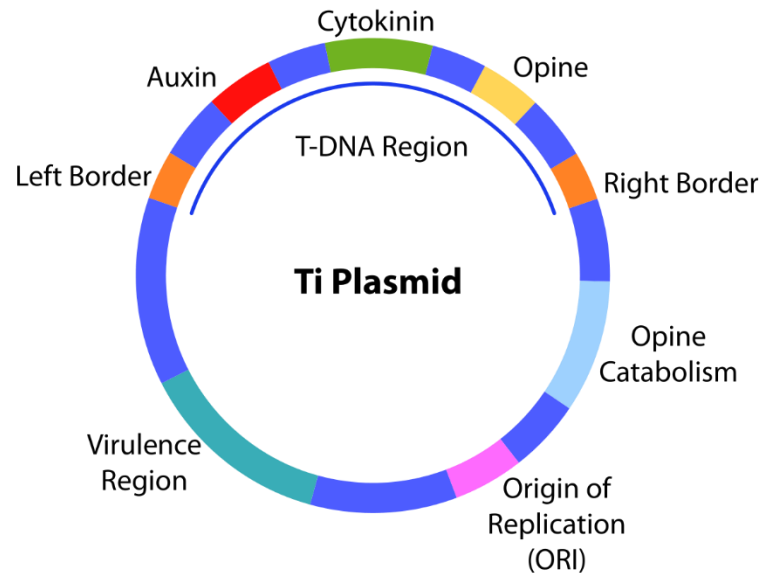 Cytokinin
Auxin
Opine
T-DNA Region
Left Border
Right Border
Ti Plasmid
Opine
Catabolism
Virulence
Region
Origin of
Replication
(ORI)